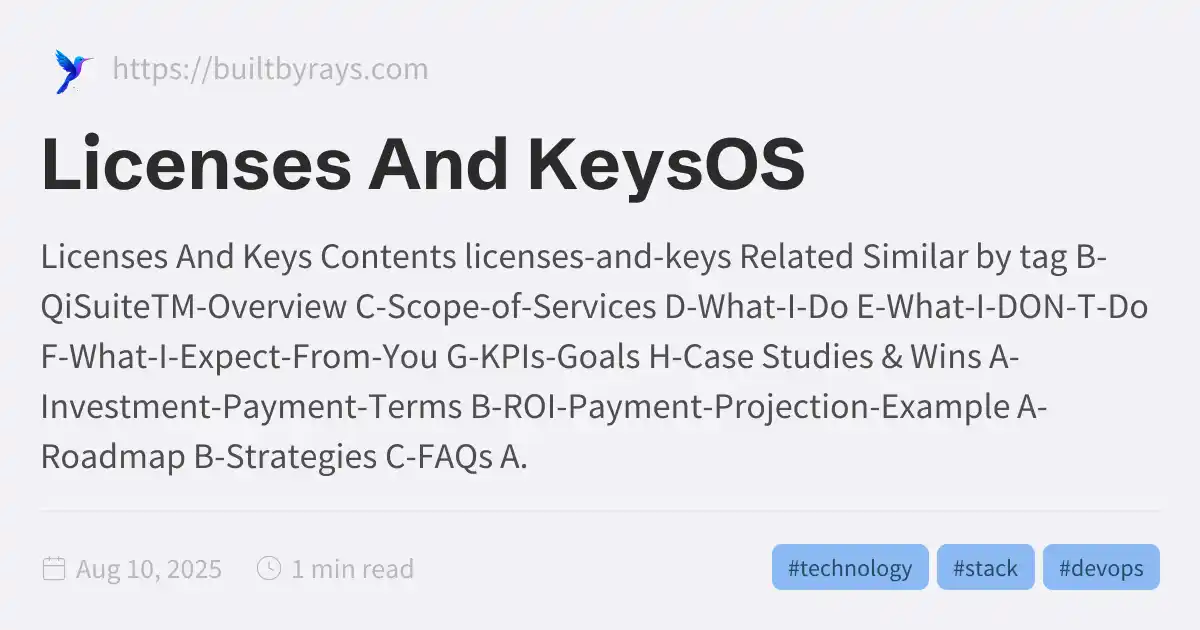 https://builtbyrays.com
Licenses And KeysOS
Licenses And Keys Contents licenses-and-keys Related Similar by tag B-
QiSuiteTM-Overview C-Scope-of-Services D-What-I-Do E-What-I-DON-T-Do
F-What-I-Expect-From-You G-KPIs-Goals H-Case Studies & Wins A-
Investment-Payment-Terms B-ROI-Payment-Projection-Example A-
Roadmap B-Strategies C-FAQs A.
Aug 10, 2025 1 min read #technology #stack #devops